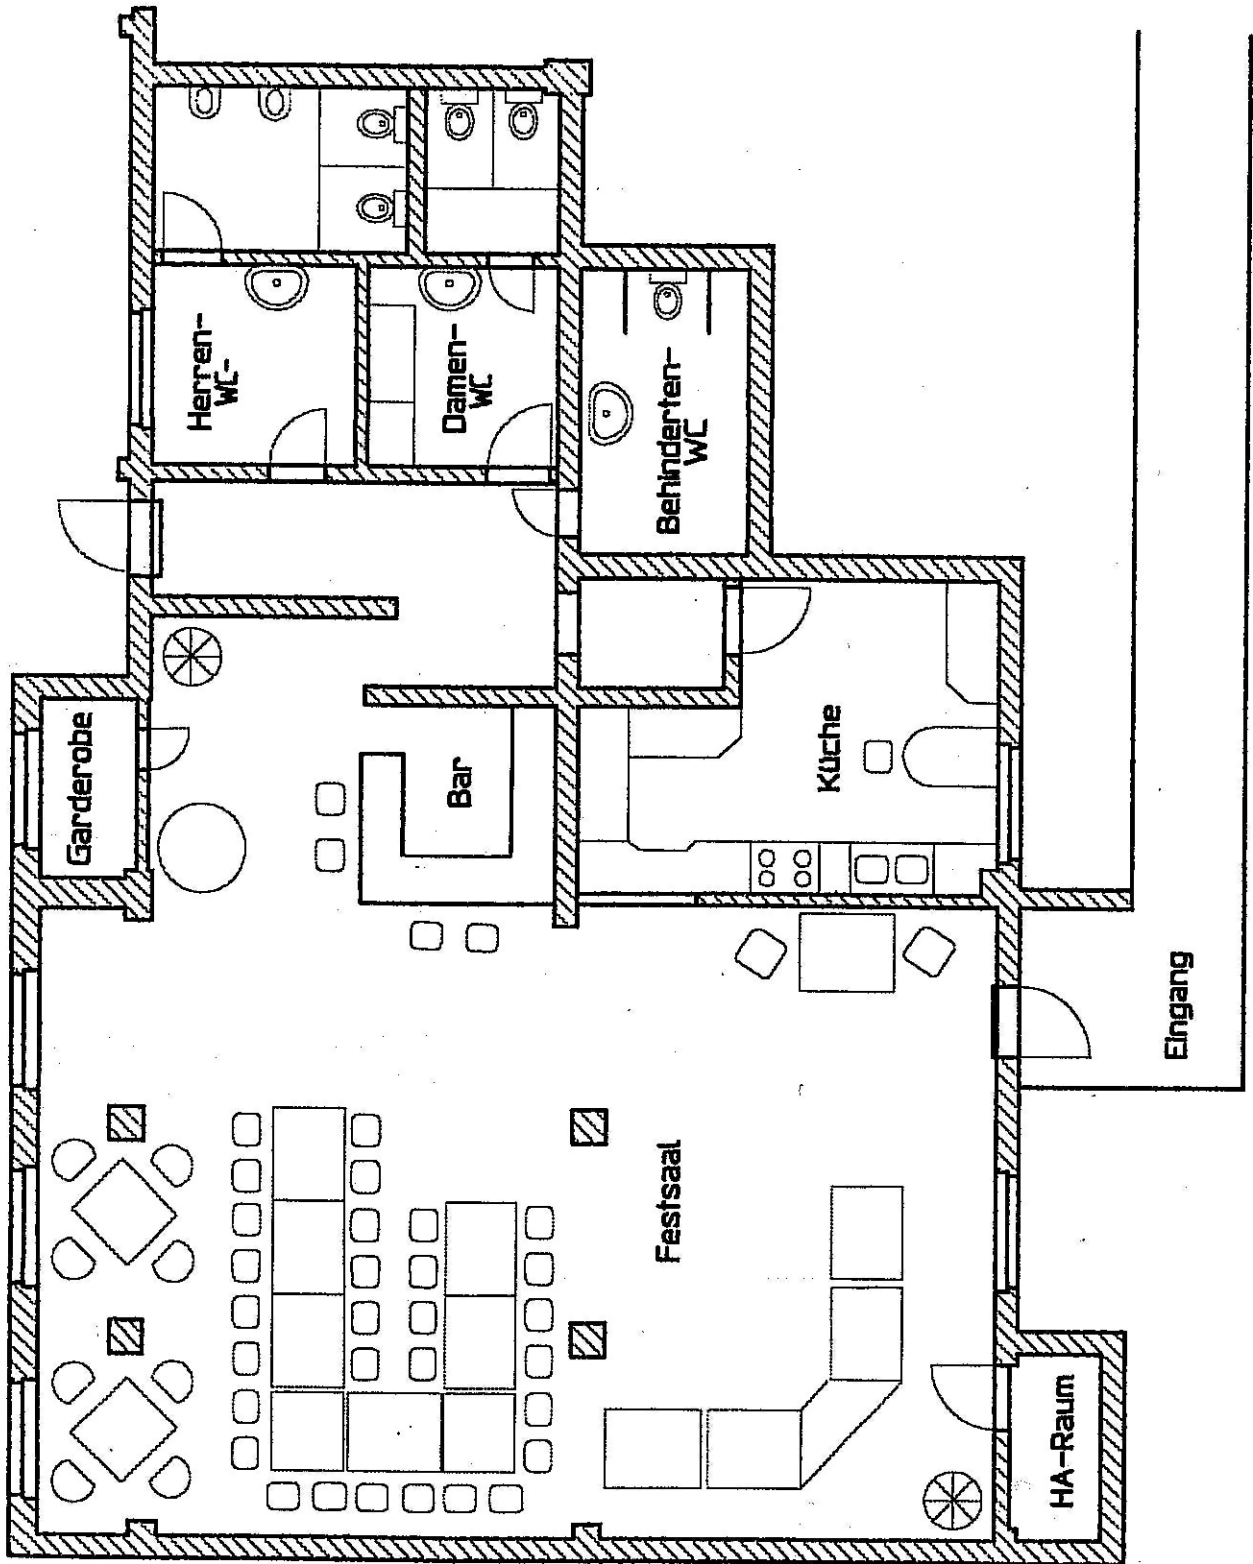 Herren-
WC-
Damen-
WC
Behinderten-
WC
Garderobe
Bar
Küche
Eingang
Festsaal
HA-Raum